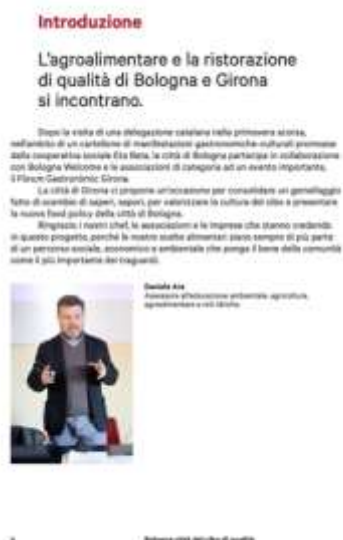 Introduzione
L'agroalimentare e la ristorazione
di qualità di Bologna e Girona
si incontrano.
Dopo la visita di una delegazione catalana nella primavera scorsa,
nell'ambito di un cartellone di manifestazioni gastronomiche-culturali promosse
dalla cooperativa sociale Eta Beta, la città di Bologna partecipa in collaborazione
con Bologna Welcome e le associazioni di categoria ad un evento importante,
il Fòrum Gastronòmic Girona.
La città di Girona ci propone un'occasione per consolidare un gemellaggio
fatto di scambio di saperi, sapori, per valorizzare la cultura del cibo e presentare
la nuova food policy della città di Bologna.
Ringrazio i nostri chef, le associazioni e le imprese che stanno credendo
in questo progetto, perché le nostre scelte alimentari siano sempre di più parte
di un percorso sociale, economico e ambientale che ponga il bene della comunità
come il più importante dei traguardi.
Daniele Ara
Assessore all'educazione ambientale, agricoltura,
agroalimentare e reti idriche
Bologna città del cibo di qualità